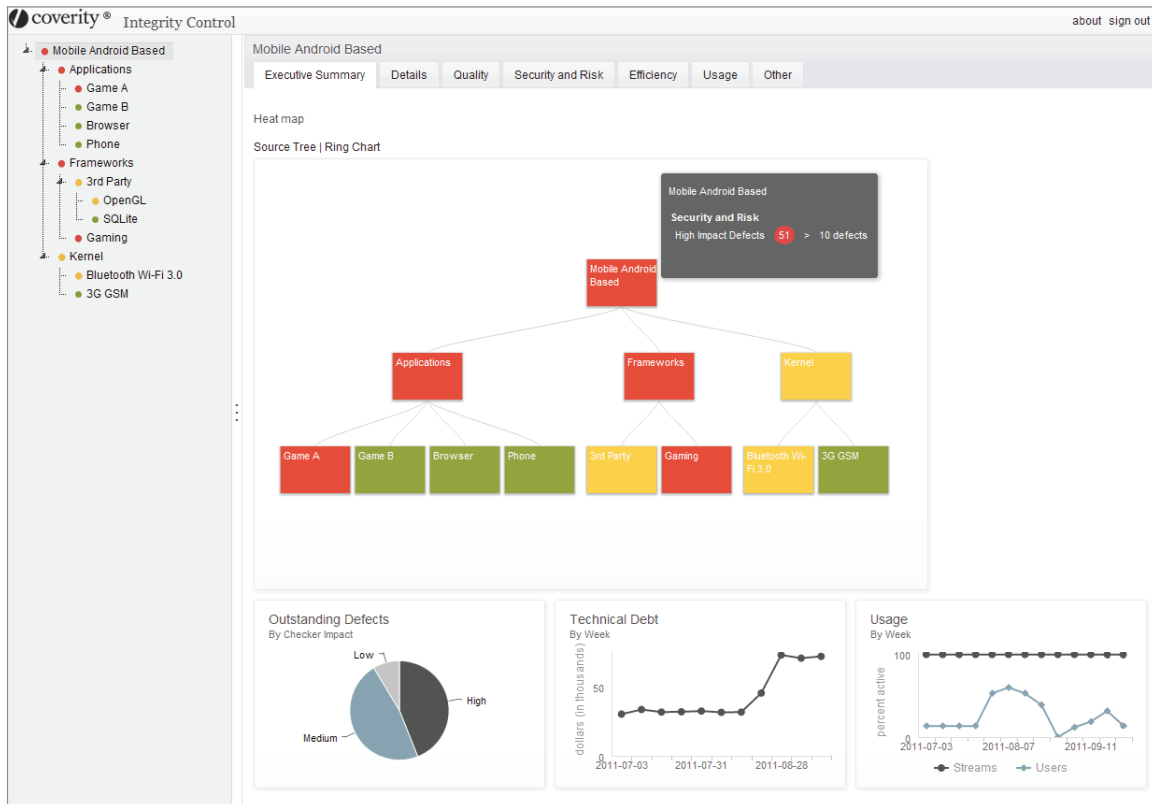 coverity ® Integrity Control
about sign out
Mobile Android Based
Applications
Game A
Game B
Browser
Phone
Frameworks
3rd Party
OpenGL
SQLite
Gaming
Kernel
Bluetooth Wi-Fi 3.0
3G GSM
Mobile Android Based
Executive Summary Details Quality Security and Risk Efficiency Usage Other
Heat map
Source Tree | Ring Chart
Mobile Android Based
Security and Risk
High Impact Defects 51 > 10 defects
Mobile Android
Based
Applications Frameworks Kernel
Game A Game B Browser Phone 3rd Party Gaming Bluetooth Wi-
Fi 3.0 3G GSM
Outstanding Defects
By Checker Impact
Low
High
Medium
Technical Debt
By Week
dollars (in thousands)
50
0
2011-07-03 2011-07-31 2011-08-28
Usage
By Week
percent active
100
0
2011-07-03 2011-08-07 2011-09-11
Streams Users